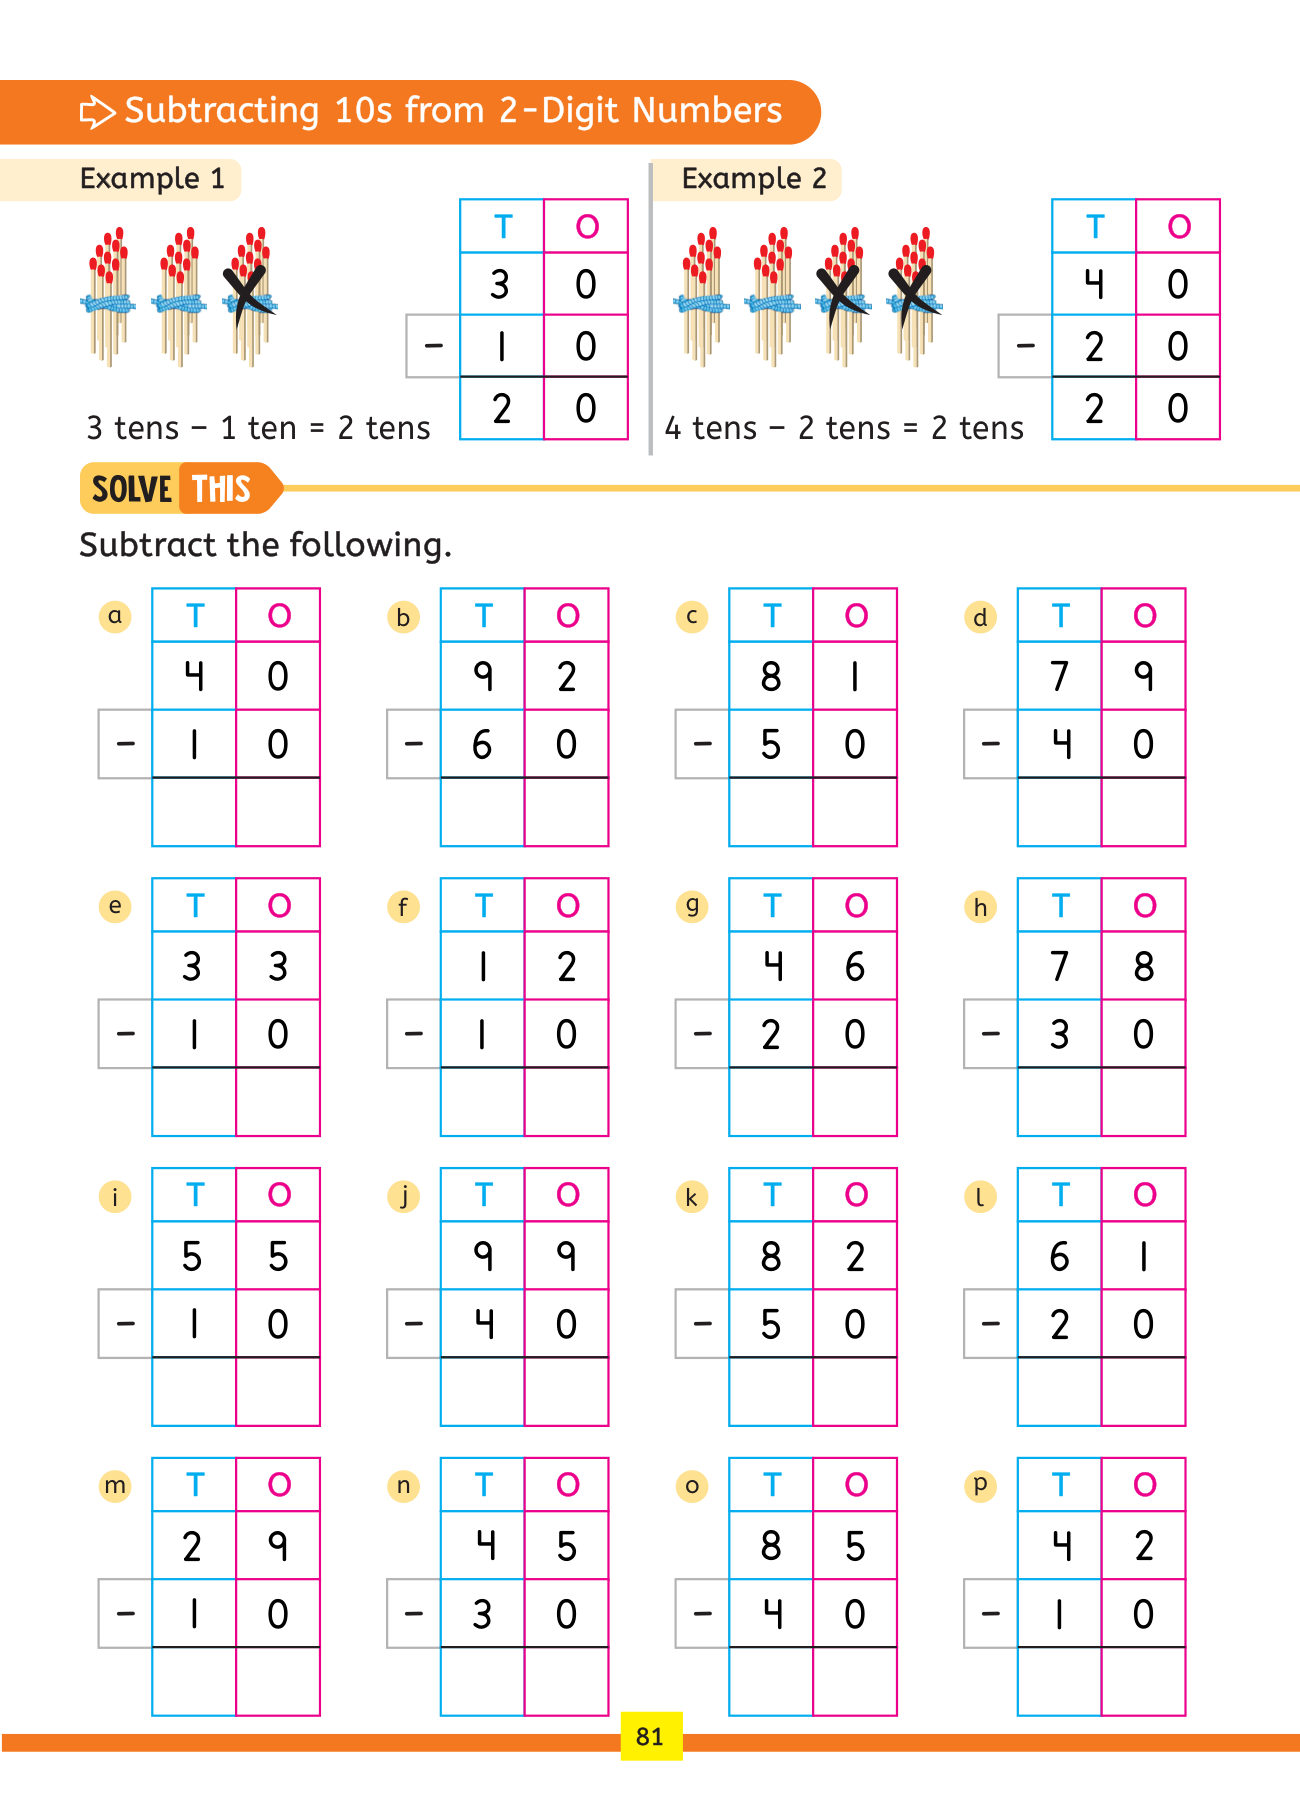 Subtracting 10s from 2-Digit Numbers
Example 1
T O
3 0
– 1 0
2 0
3 tens – 1 ten = 2 tens
Example 2
T O
4 0
– 2 0
2 0
4 tens – 2 tens = 2 tens
SOLVE THIS
Subtract the following.
a T O
4 0
– 1 0
b T O
9 2
– 6 0
c T O
8 1
– 5 0
d T O
7 9
– 4 0
e T O
3 3
– 1 0
f T O
1 2
– 1 0
g T O
4 6
– 2 0
h T O
7 8
– 3 0
i T O
5 5
– 1 0
j T O
9 9
– 4 0
k T O
8 2
– 5 0
l T O
6 1
– 2 0
m T O
2 9
– 1 0
n T O
4 5
– 3 0
o T O
8 5
– 4 0
p T O
4 2
– 1 0
81